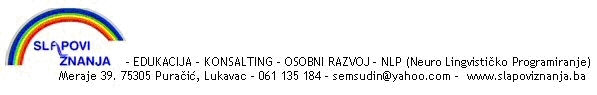 SLAPOVI
ZNANJA
- EDUKACIJA - KONSALTING - OSOBNI RAZVOJ - NLP (Neuro Lingvističko Programiranje)
Meraje 39. 75305 Puračić, Lukavac - 061 135 184 - semsudin@yahoo.com - www.slapoviznanja.ba